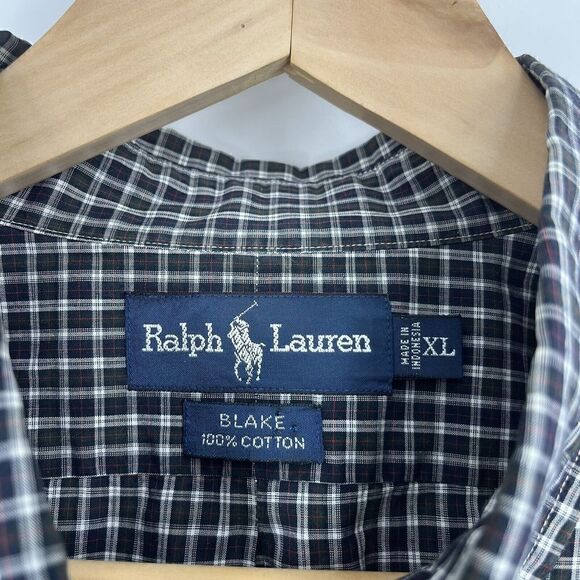 Ralph Lauren
MADE IN
INDONESIA
XL
BLAKE
100% COTTON